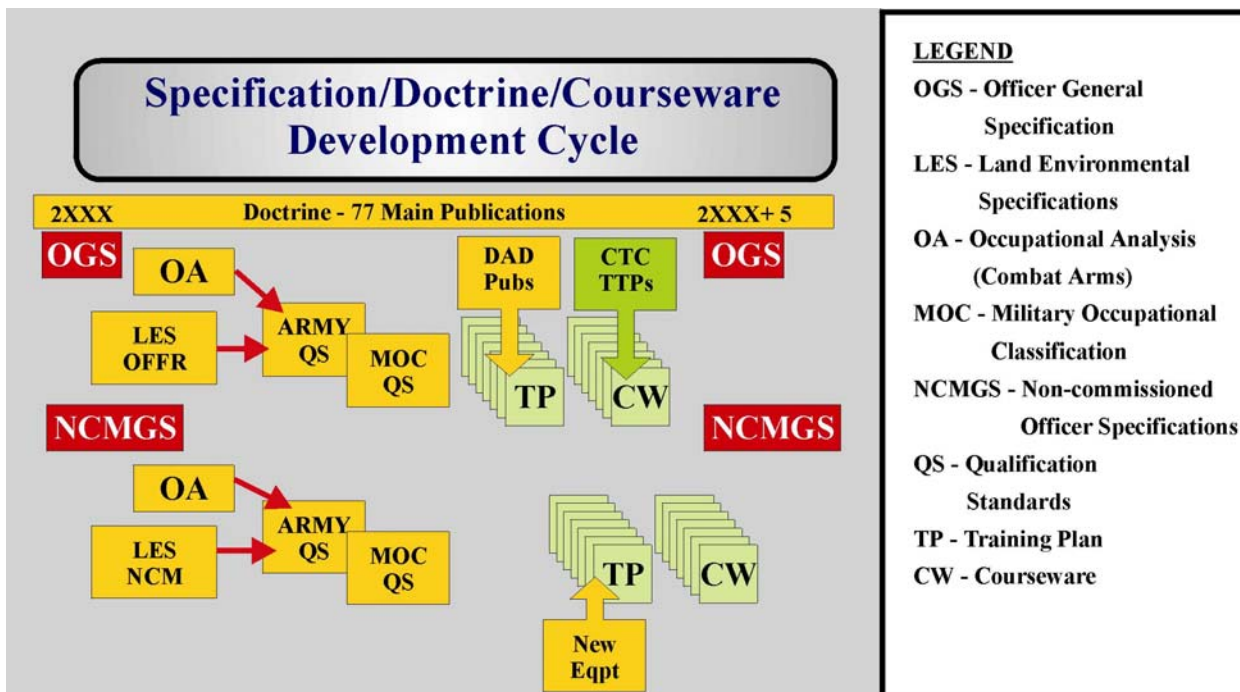 Specification/Doctrine/Courseware
Development Cycle
2XXX Doctrine - 77 Main Publications 2XXX+ 5
OGS
OA
LES
OFFR
ARMY
QS
MOC
QS
DAD
Pubs
TP
CTC
TTPs
CW
OGS
NCMGS
NCMGS
OA
LES
NCM
ARMY
QS
MOC
QS
TP
CW
New
Eqpt
LEGEND
OGS - Officer General
Specification
LES - Land Environmental
Specifications
OA - Occupational Analysis
(Combat Arms)
MOC - Military Occupational
Classification
NCMGS - Non-commissioned
Officer Specifications
QS - Qualification
Standards
TP - Training Plan
CW - Courseware